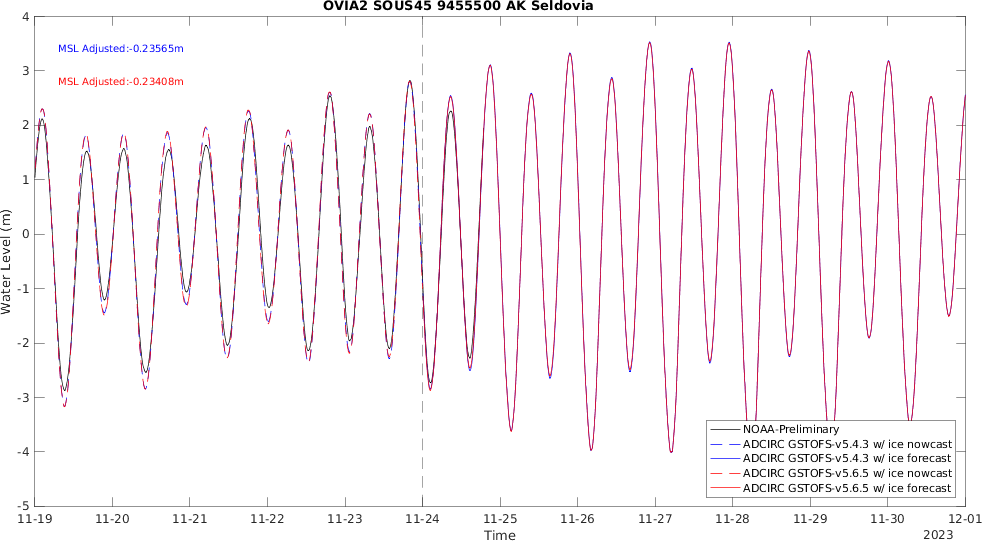 OVIA2 SOUS45 9455500 AK Seldovia
MSL Adjusted:-0.23565m
MSL Adjusted:-0.23408m
Water Level (m)
4
3
2
1
0
-1
-2
-3
-4
-5
NOAA-Preliminary
ADCIRC GSTOFS-v5.4.3 w/ ice nowcast
ADCIRC GSTOFS-v5.4.3 w/ ice forecast
ADCIRC GSTOFS-v5.6.5 w/ ice nowcast
ADCIRC GSTOFS-v5.6.5 w/ ice forecast
11-19 11-20 11-21 11-22 11-23 11-24 11-25 11-26 11-27 11-28 11-29 11-30 12-01
Time
2023